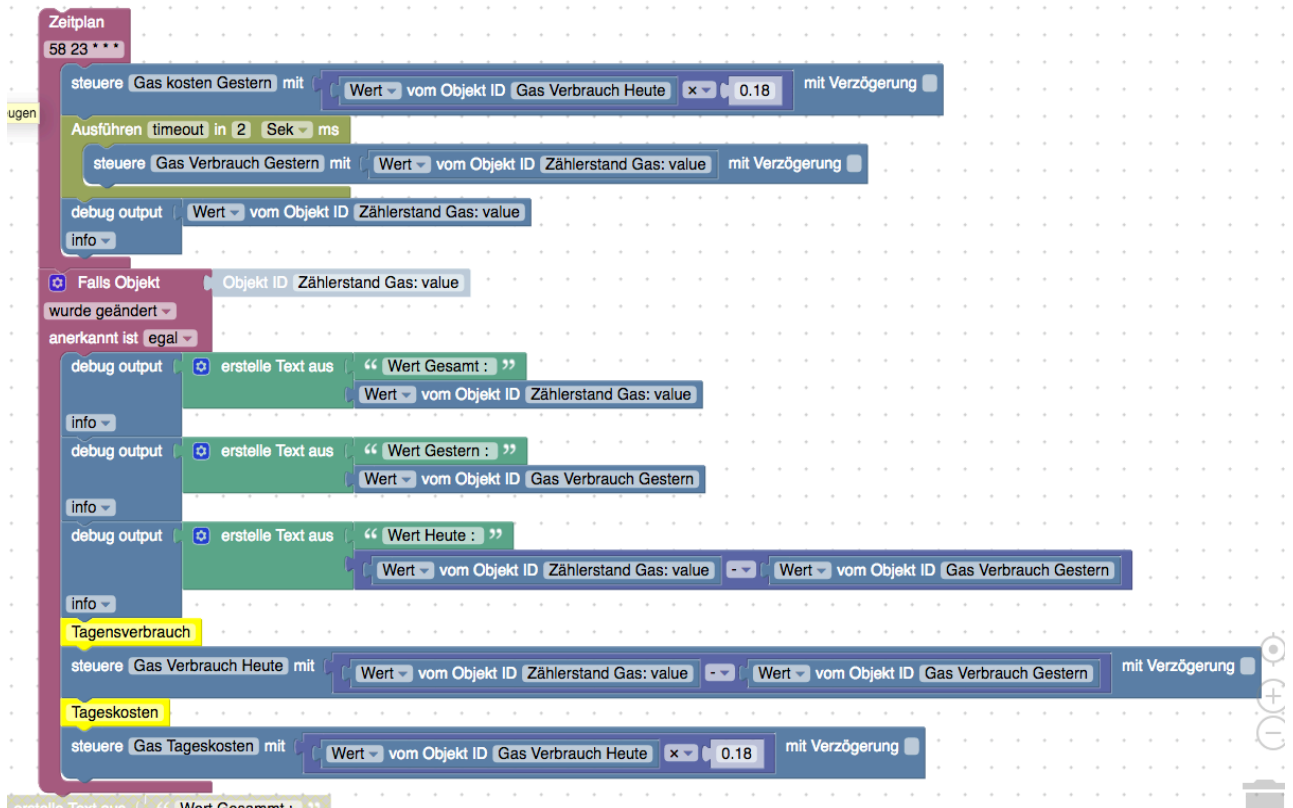 Zeitplan
58 23 * * *
steuere Gas kosten Gestern mit Wert vom Objekt ID Gas Verbrauch Heute × 0.18 mit Verzögerung
ugen
Ausführen timeout in 2 Sek ms
steuere Gas Verbrauch Gestern mit Wert vom Objekt ID Zählerstand Gas: value mit Verzögerung
debug output Wert vom Objekt ID Zählerstand Gas: value
info
Falls Objekt Objekt ID Zählerstand Gas: value
wurde geändert
anerkannt ist egal
debug output erstelle Text aus “ Wert Gesamt : ”
Wert vom Objekt ID Zählerstand Gas: value
info
debug output erstelle Text aus “ Wert Gestern : ”
Wert vom Objekt ID Gas Verbrauch Gestern
info
debug output erstelle Text aus “ Wert Heute : ”
Wert vom Objekt ID Zählerstand Gas: value - Wert vom Objekt ID Gas Verbrauch Gestern
info
Tagensverbrauch
steuere Gas Verbrauch Heute mit Wert vom Objekt ID Zählerstand Gas: value - Wert vom Objekt ID Gas Verbrauch Gestern mit Verzögerung
Tageskosten
steuere Gas Tageskosten mit Wert vom Objekt ID Gas Verbrauch Heute × 0.18 mit Verzögerung
erstelle Text aus “ Wert Gesammt : ”